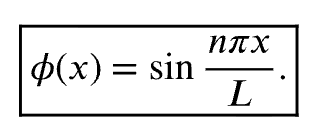 ϕ(x) = sin nπx/L.